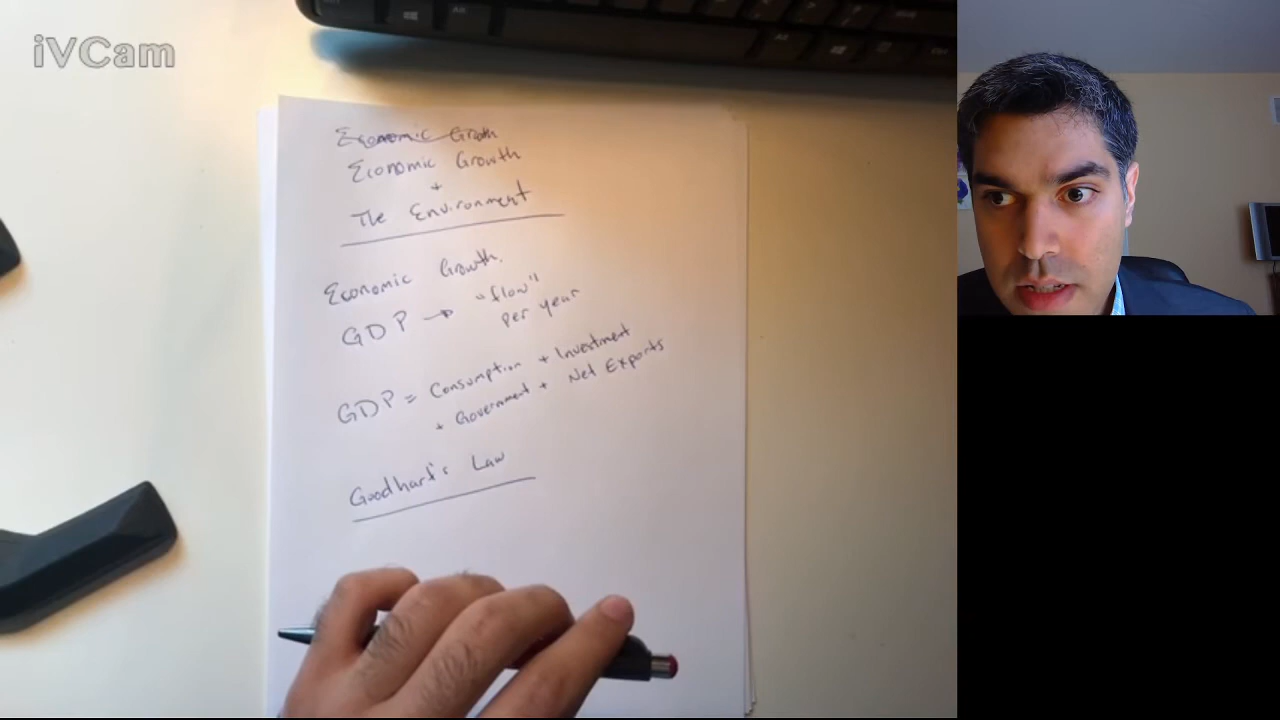 iVCam
Economic Groth
Economic Growth
+
The Environment
Economic Growth.
GDP → "flow"
per year
GDP = Consumption + Investment
+ Government + Net Exports
Goodhart's Law